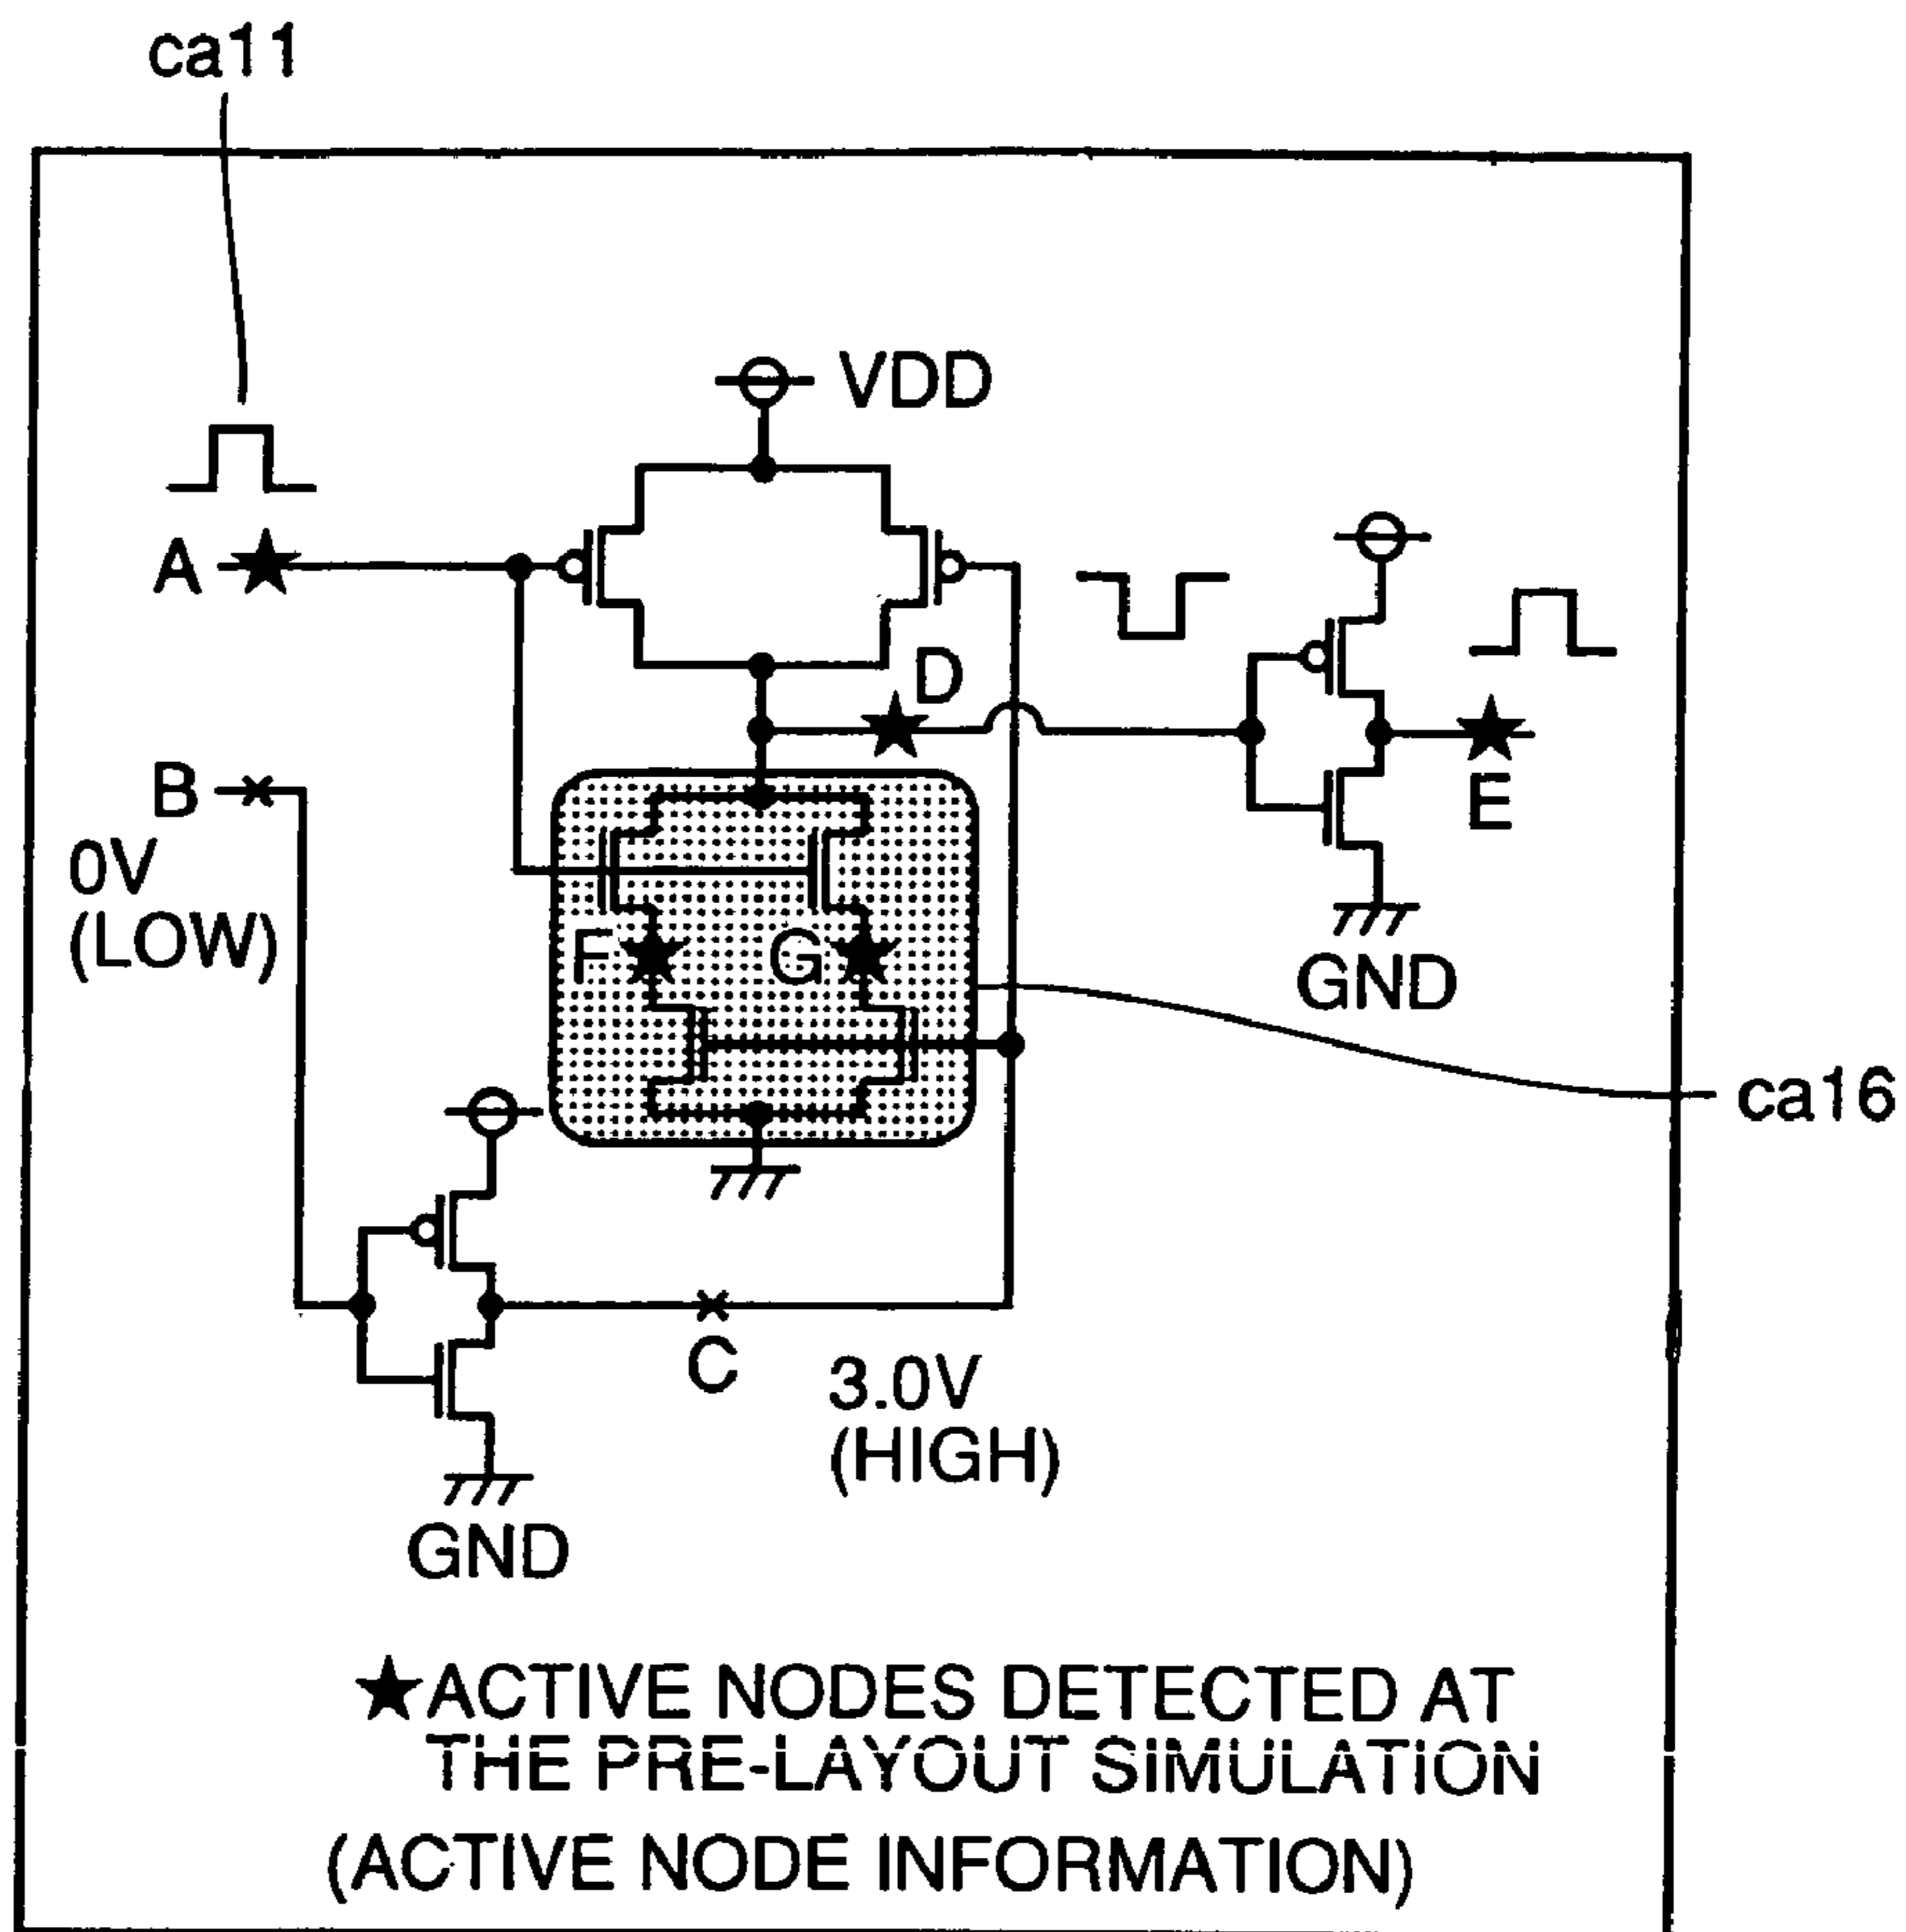 ca11
VDD
A
D
B
E
0V
(LOW)
F
G
GND
ca16
C
3.0V
(HIGH)
GND
★ACTIVE NODES DETECTED AT
THE PRE-LAYOUT SIMULATION
(ACTIVE NODE INFORMATION)